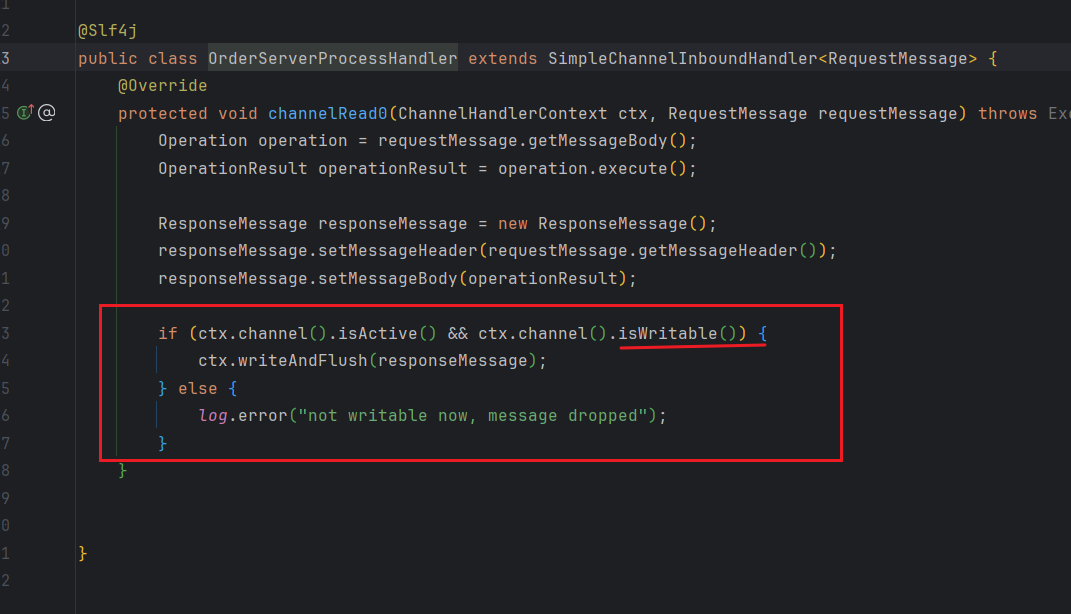 1
2 @Slf4j
3 public class OrderServerProcessHandler extends SimpleChannelInboundHandler<RequestMessage> {
4 @Override
5 protected void channelRead0(ChannelHandlerContext ctx, RequestMessage requestMessage) throws Exc
6 Operation operation = requestMessage.getMessageBody();
7 OperationResult operationResult = operation.execute();
8
9 ResponseMessage responseMessage = new ResponseMessage();
0 responseMessage.setMessageHeader(requestMessage.getMessageHeader());
1 responseMessage.setMessageBody(operationResult);
2
3 if (ctx.channel().isActive() && ctx.channel().isWritable()) {
4 ctx.writeAndFlush(responseMessage);
5 } else {
6 log.error("not writable now, message dropped");
7 }
8 }
9
0
1 }
2